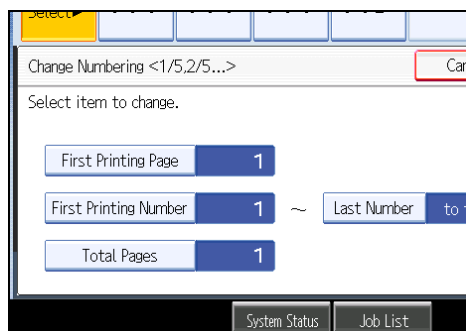 Select►
Change Numbering <1/5,2/5...>
Select item to change.
First Printing Page 1
First Printing Number 1 ~ Last Number to
Total Pages 1
System Status Job List